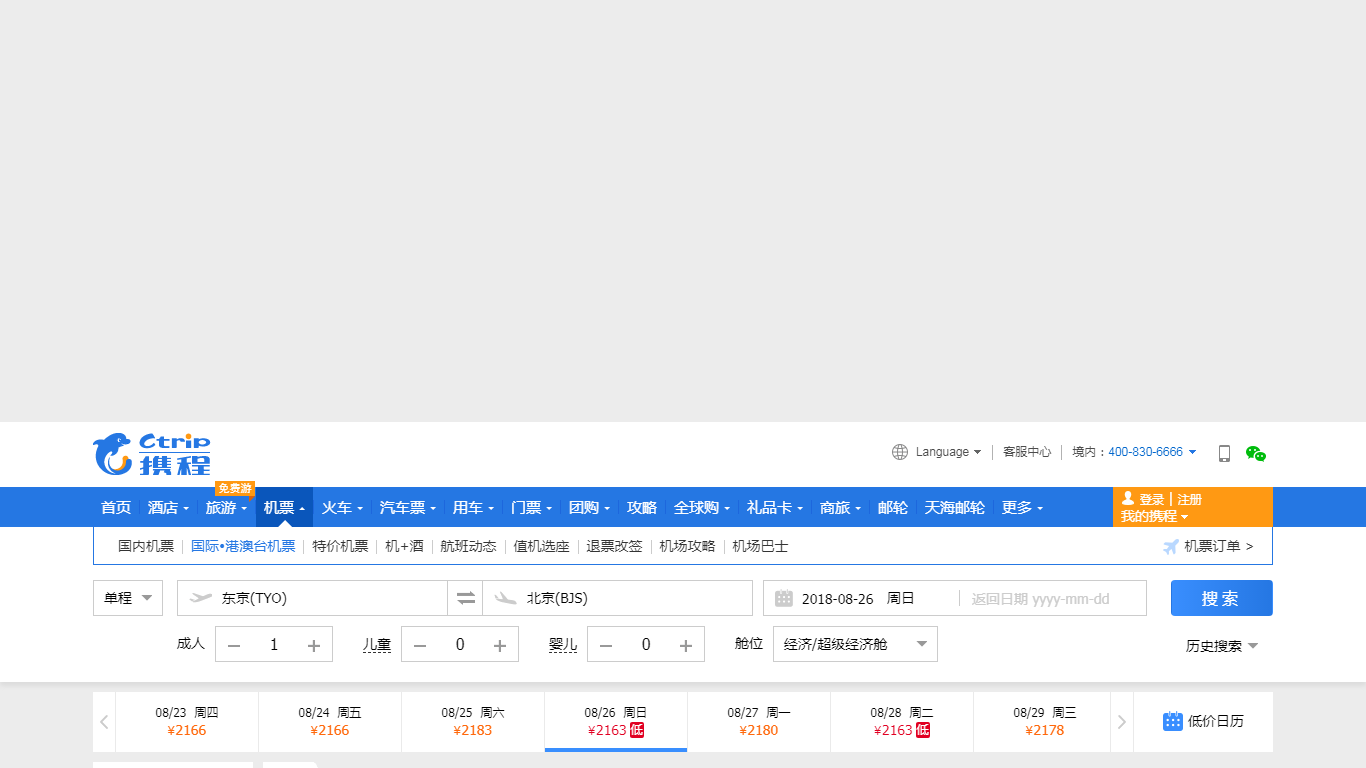 Ctrip
携程
Language
客服中心
境内：400-830-6666
免费游
首页 酒店 旅游 机票 火车 汽车票 用车 门票 团购 攻略 全球购 礼品卡 商旅 邮轮 天海邮轮 更多
登录 | 注册
我的携程
国内机票 国际•港澳台机票 特价机票 机+酒 航班动态 值机选座 退票改签 机场攻略 机场巴士 机票订单 >
单程 东京(TYO) 北京(BJS) 2018-08-26 周日 返回日期 yyyy-mm-dd 搜索
成人 1 儿童 0 婴儿 0 舱位 经济/超级经济舱 历史搜索
08/23 周四 08/24 周五 08/25 周六 08/26 周日 08/27 周一 08/28 周二 08/29 周三 低价日历
¥2166 ¥2166 ¥2183 ¥2163 低 ¥2180 ¥2163 低 ¥2178